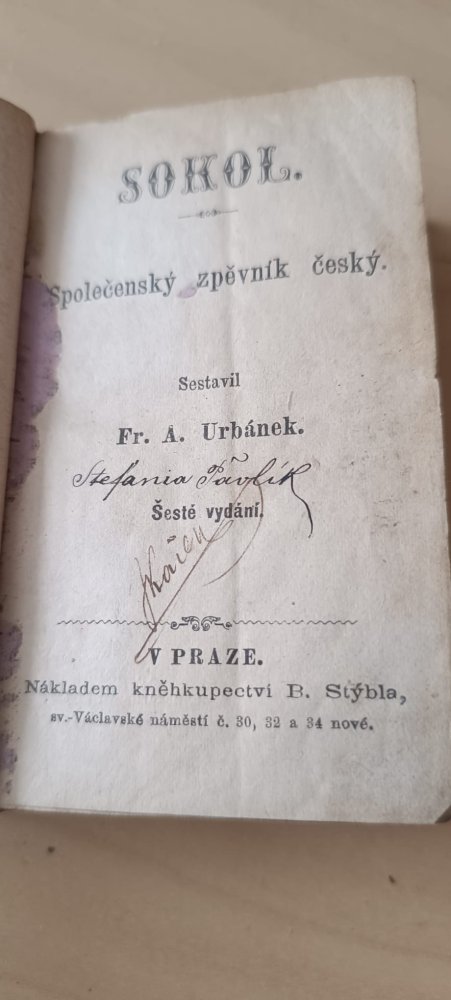 SOKOL.
Společenský zpěvník český.
Sestavil
Fr. A. Urbánek.
Stefania Pavlík
Šesté vydání.
V PRAZE.
Nákladem kněhkupectví B. Stýbla,
sv.-Václavské náměstí č. 30, 32 a 34 nové.